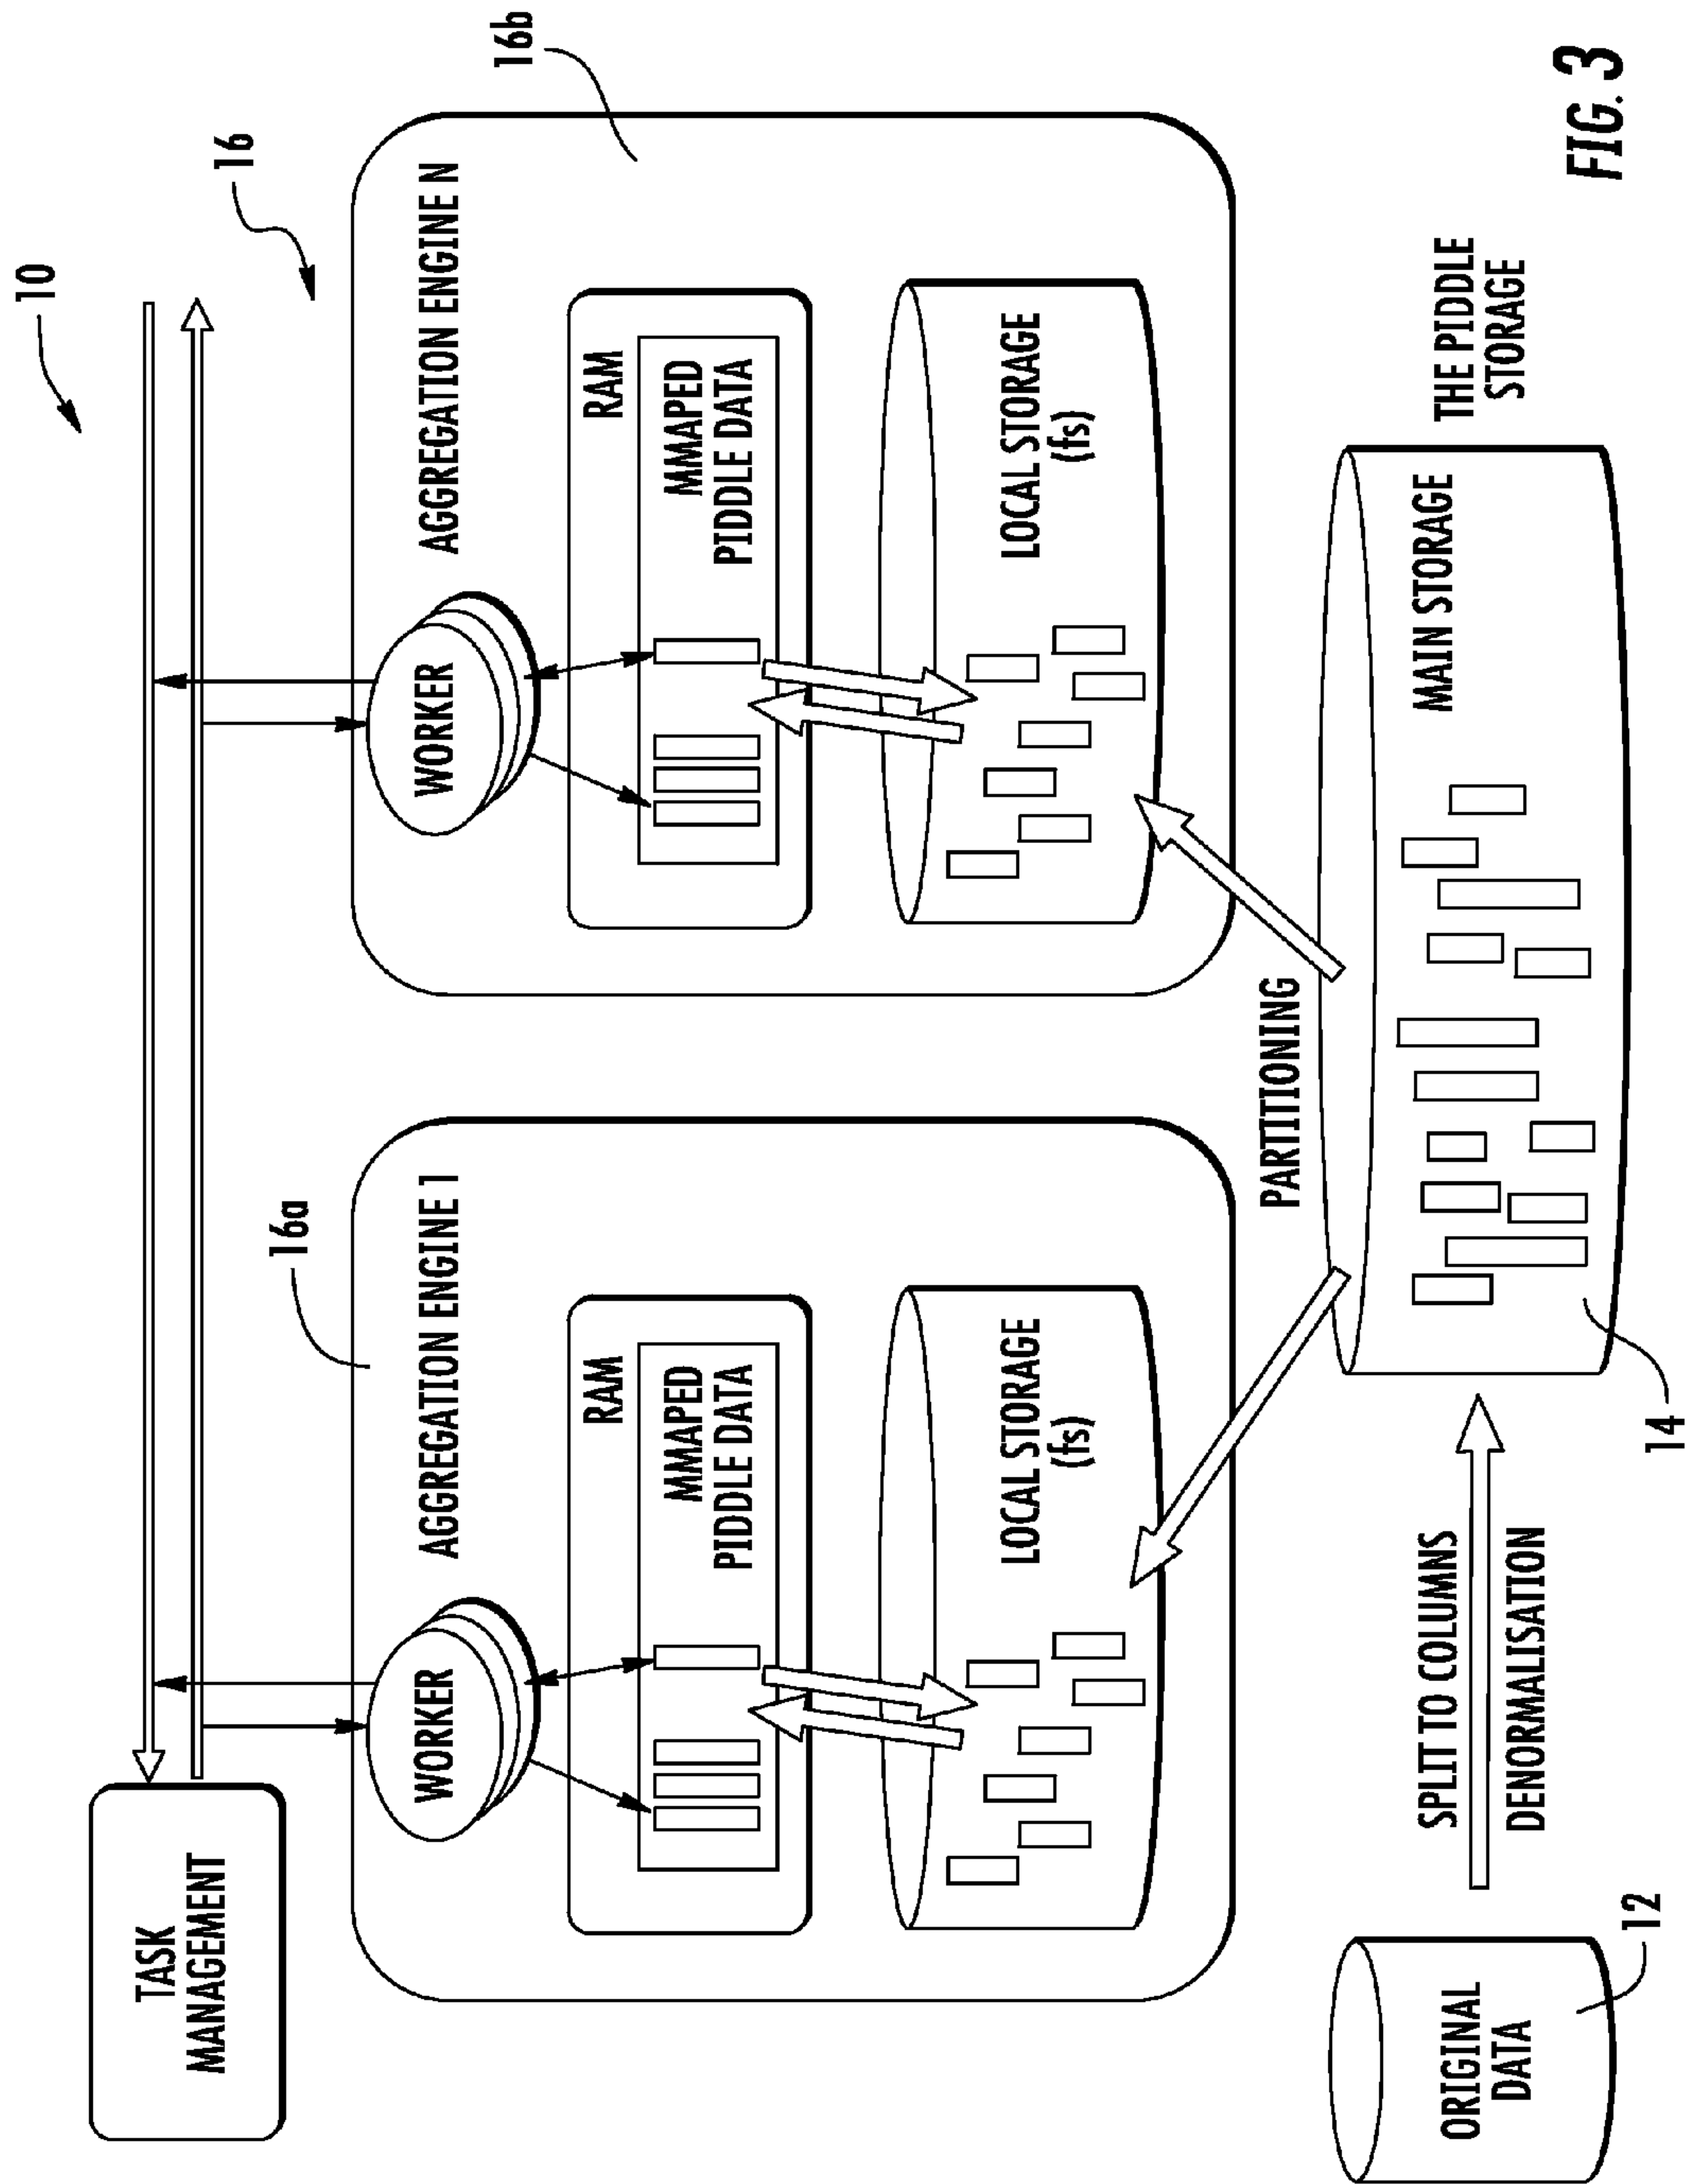 10
TASK
MANAGEMENT
16
16a
AGGREGATION ENGINE 1
WORKER
RAM
MMAPED
PIDDLE DATA
LOCAL STORAGE
(fs)
16b
AGGREGATION ENGINE N
WORKER
RAM
MMAPED
PIDDLE DATA
LOCAL STORAGE
(fs)
PARTITIONING
ORIGINAL
DATA
12
SPLIT TO COLUMNS
DENORMALISATION
MAIN STORAGE
14
THE PIDDLE
STORAGE
FIG. 3